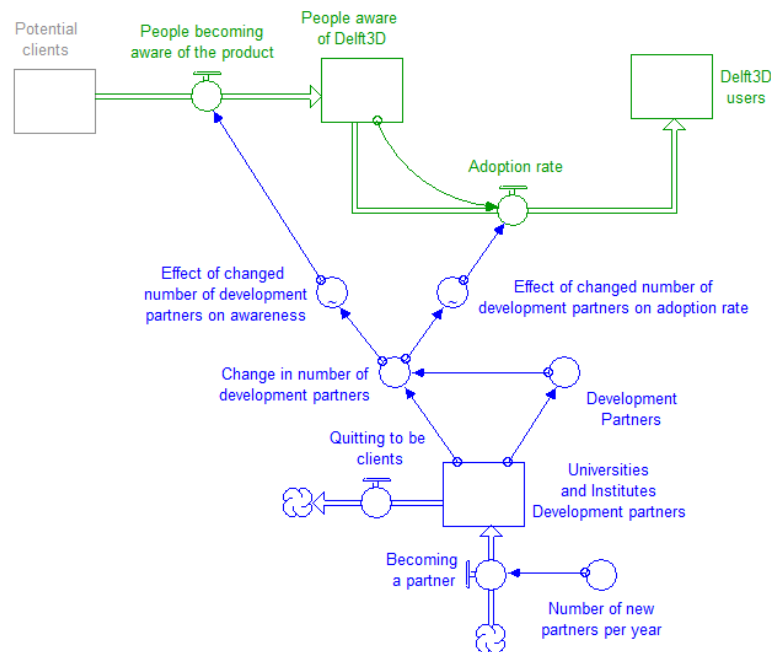 Potential
clients
People becoming
aware of the product
People aware
of Delft3D
Delft3D
users
Adoption rate
Effect of changed
number of development
partners on awareness
~
~
Effect of changed number of
development partners on adoption rate
Change in number of
development partners
Development
Partners
Quitting to be
clients
Universities
and Institutes
Development partners
Becoming
a partner
Number of new
partners per year